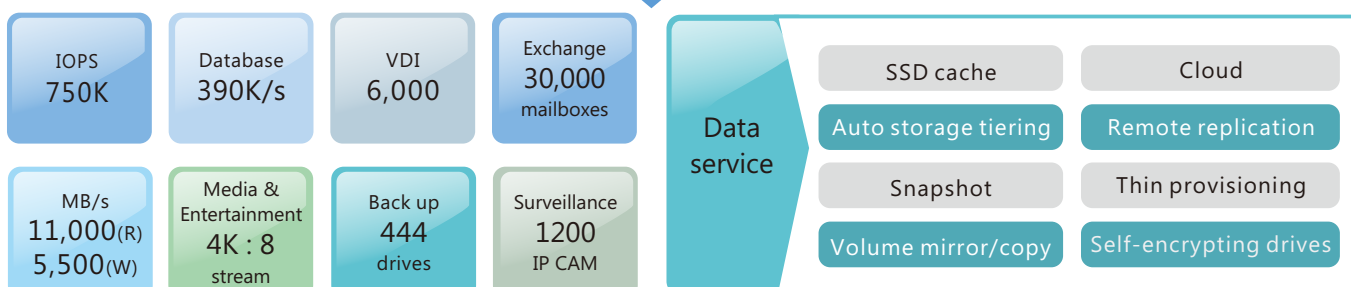 IOPS
750K
Database
390K/s
VDI
6,000
Exchange
30,000
mailboxes
MB/s
11,000(R)
5,500(W)
Media &
Entertainment
4K : 8
stream
Back up
444
drives
Surveillance
1200
IP CAM
Data
service
SSD cache
Cloud
Auto storage tiering
Remote replication
Snapshot
Thin provisioning
Volume mirror/copy
Self-encrypting drives